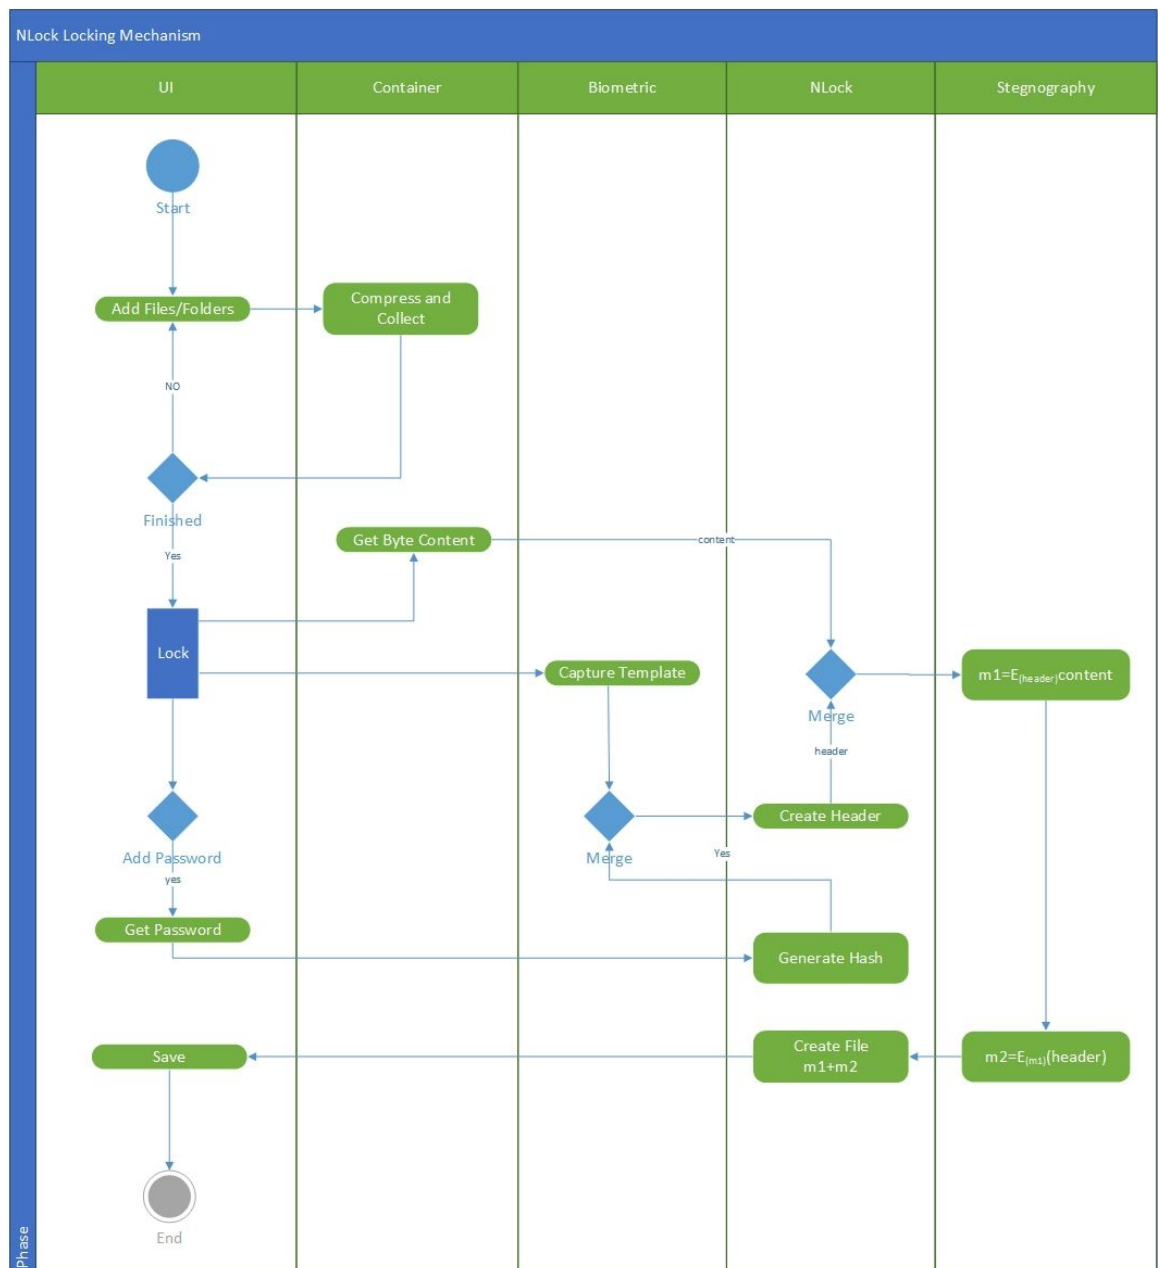 NLock Locking Mechanism
UI
Container
Biometric
NLock
Stegnography
Start
Add Files/Folders
Compress and
Collect
NO
Finished
Yes
Get Byte Content
content
Lock
Capture Template
Merge
m1=E(header)content
header
Add Password
yes
Merge
Create Header
Yes
Get Password
Generate Hash
Save
Create File
m1+m2
m2=E(m1)(header)
End
Phase